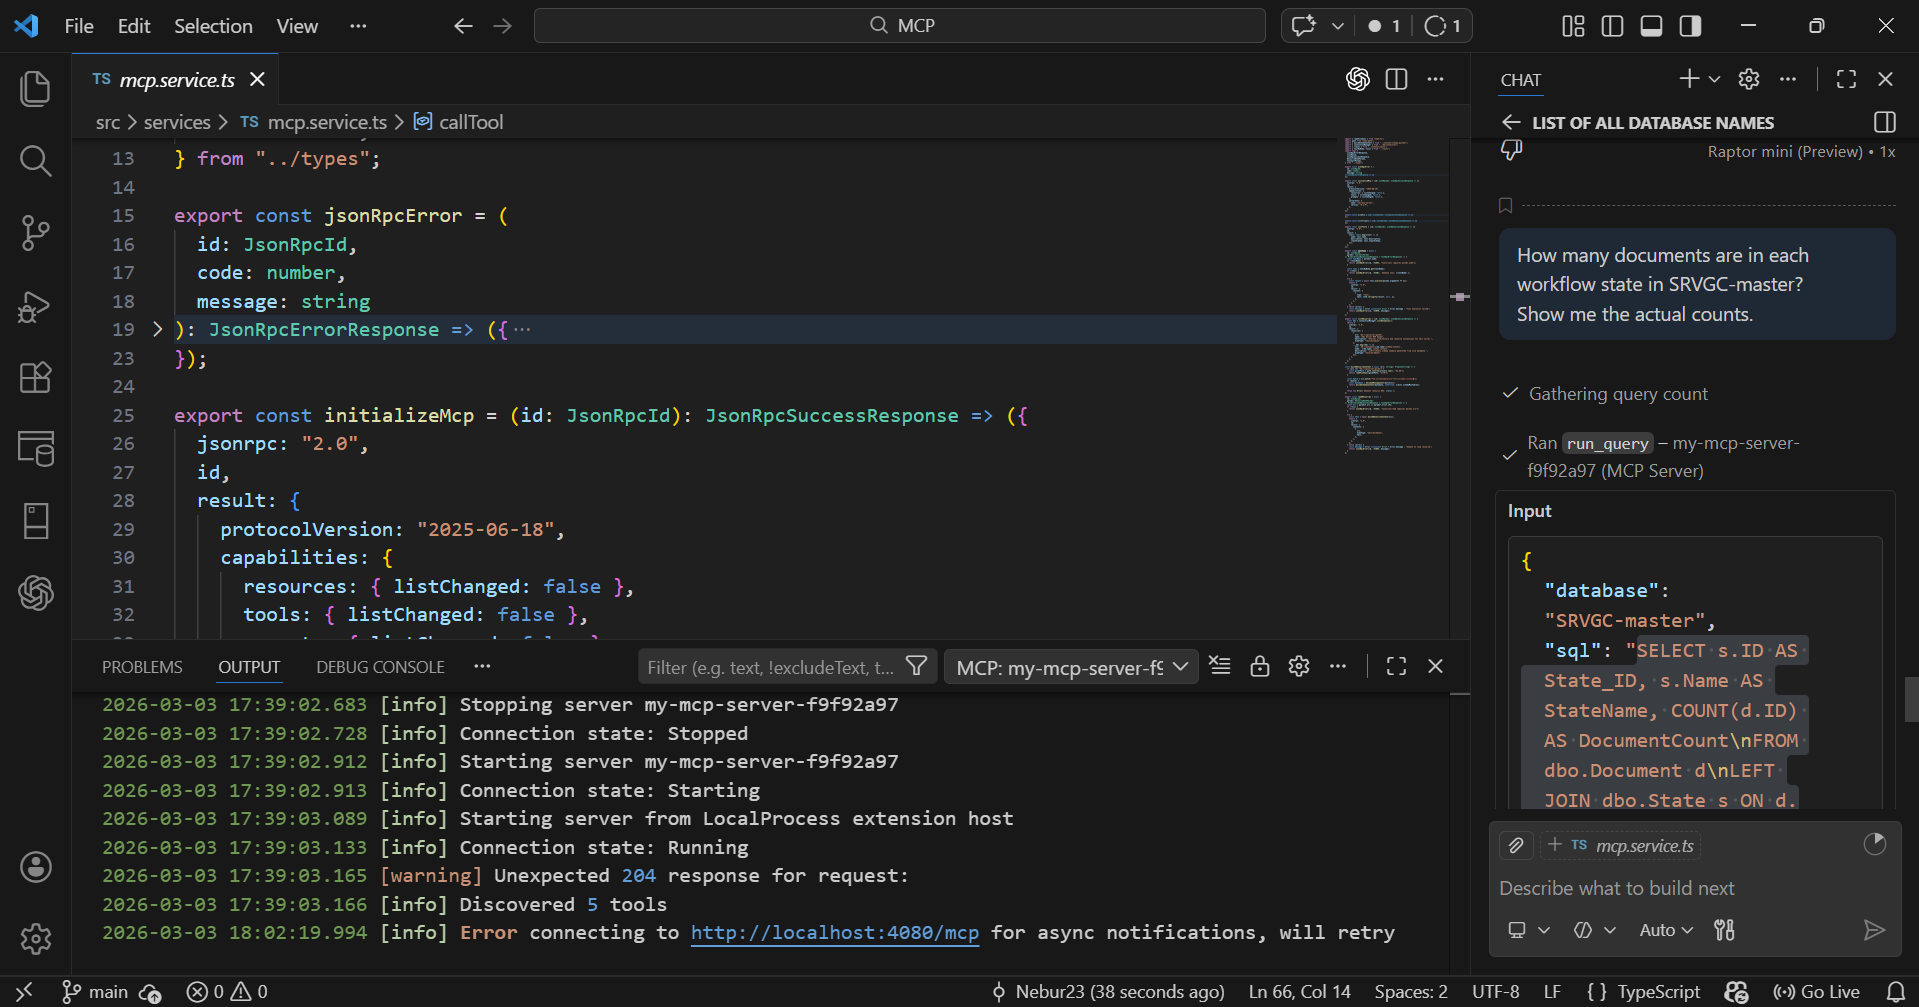 File Edit Selection View ··· MCP 1 1
TS mcp.service.ts
src > services > TS mcp.service.ts > callTool
13 } from "../types";
14
15 export const jsonRpcError = (
16 id: JsonRpcId,
17 code: number,
18 message: string
19 ): JsonRpcErrorResponse => ({ ···
23 });
24
25 export const initializeMcp = (id: JsonRpcId): JsonRpcSuccessResponse => ({
26 jsonrpc: "2.0",
27 id,
28 result: {
29 protocolVersion: "2025-06-18",
30 capabilities: {
31 resources: { listChanged: false },
32 tools: { listChanged: false },
PROBLEMS OUTPUT DEBUG CONSOLE ··· Filter (e.g. text, !excludeText, t... MCP: my-mcp-server-f9
2026-03-03 17:39:02.683 [info] Stopping server my-mcp-server-f9f92a97
2026-03-03 17:39:02.728 [info] Connection state: Stopped
2026-03-03 17:39:02.912 [info] Starting server my-mcp-server-f9f92a97
2026-03-03 17:39:02.913 [info] Connection state: Starting
2026-03-03 17:39:03.089 [info] Starting server from LocalProcess extension host
2026-03-03 17:39:03.133 [info] Connection state: Running
2026-03-03 17:39:03.165 [warning] Unexpected 204 response for request:
2026-03-03 17:39:03.166 [info] Discovered 5 tools
2026-03-03 18:02:19.994 [info] Error connecting to http://localhost:4080/mcp for async notifications, will retry
CHAT
LIST OF ALL DATABASE NAMES
Raptor mini (Preview) • 1x
How many documents are in each
workflow state in SRVGC-master?
Show me the actual counts.
Gathering query count
Ran run_query – my-mcp-server-
f9f92a97 (MCP Server)
Input
{
"database":
"SRVGC-master",
"sql": "SELECT s.ID AS
State_ID, s.Name AS
StateName, COUNT(d.ID)
AS DocumentCount\nFROM
dbo.Document d\nLEFT
JOIN dbo.State s ON d.
+ TS mcp.service.ts
Describe what to build next
Auto
main 0 0 Nebur23 (38 seconds ago) Ln 66, Col 14 Spaces: 2 UTF-8 LF { } TypeScript Go Live